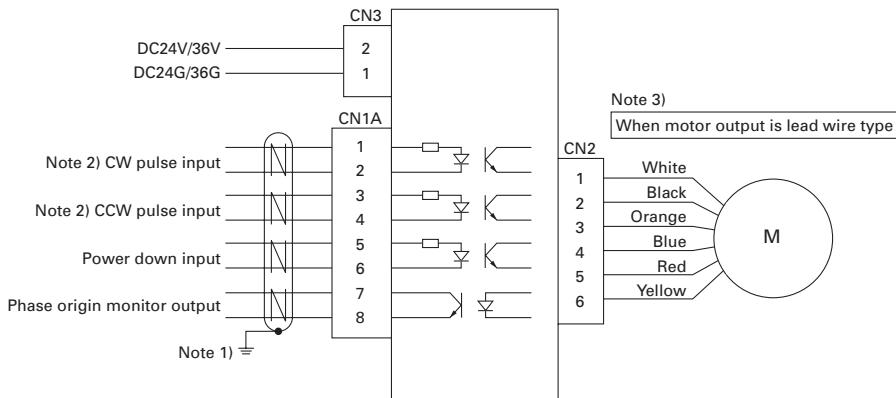 CN3
DC24V/36V
2
DC24G/36G
1
CN1A
Note 2) CW pulse input
1
2
Note 2) CCW pulse input
3
4
Power down input
5
6
Phase origin monitor output
7
8
Note 1)
Note 3)
When motor output is lead wire type
CN2
1
White
2
Black
3
Orange
4
Blue
5
Red
6
Yellow
M